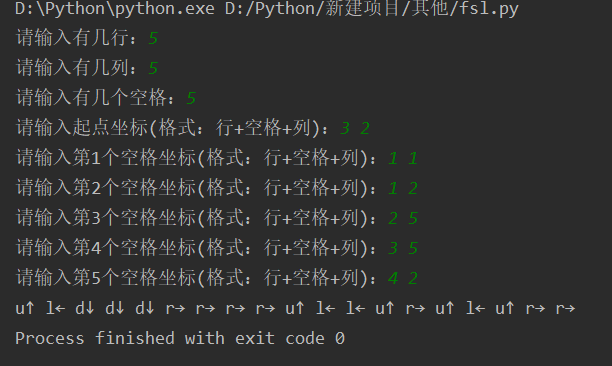 D:\Python\python.exe D:/Python/新建项目/其他/fsl.py
请输入有几行：5
请输入有几列：5
请输入有几个空格：5
请输入起点坐标(格式：行+空格+列)：3 2
请输入第1个空格坐标(格式：行+空格+列)：1 1
请输入第2个空格坐标(格式：行+空格+列)：1 2
请输入第3个空格坐标(格式：行+空格+列)：2 5
请输入第4个空格坐标(格式：行+空格+列)：3 5
请输入第5个空格坐标(格式：行+空格+列)：4 2
u↑ l← d↓ d↓ d↓ r→ r→ r→ r→ u↑ l← l← u↑ r→ u↑ l← u↑ r→ r→
Process finished with exit code 0